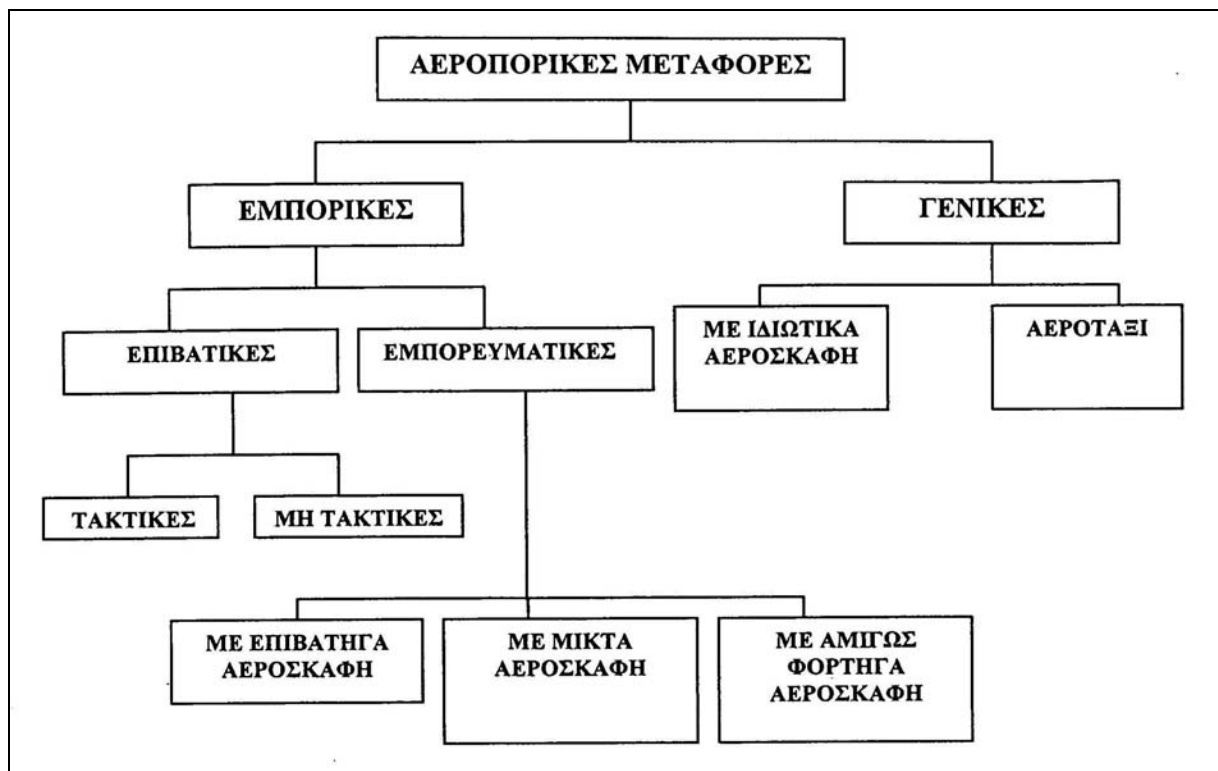 ΑΕΡΟΠΟΡΙΚΕΣ ΜΕΤΑΦΟΡΕΣ
ΕΜΠΟΡΙΚΕΣ
ΓΕΝΙΚΕΣ
ΕΠΙΒΑΤΙΚΕΣ
ΕΜΠΟΡΕΥΜΑΤΙΚΕΣ
ΜΕ ΙΔΙΩΤΙΚΑ
ΑΕΡΟΣΚΑΦΗ
ΑΕΡΟΤΑΞΙ
ΤΑΚΤΙΚΕΣ
ΜΗ ΤΑΚΤΙΚΕΣ
ΜΕ ΕΠΙΒΑΤΗΓΑ
ΑΕΡΟΣΚΑΦΗ
ΜΕ ΜΙΚΤΑ
ΑΕΡΟΣΚΑΦΗ
ΜΕ ΑΜΙΓΩΣ
ΦΟΡΤΗΓΑ
ΑΕΡΟΣΚΑΦΗ